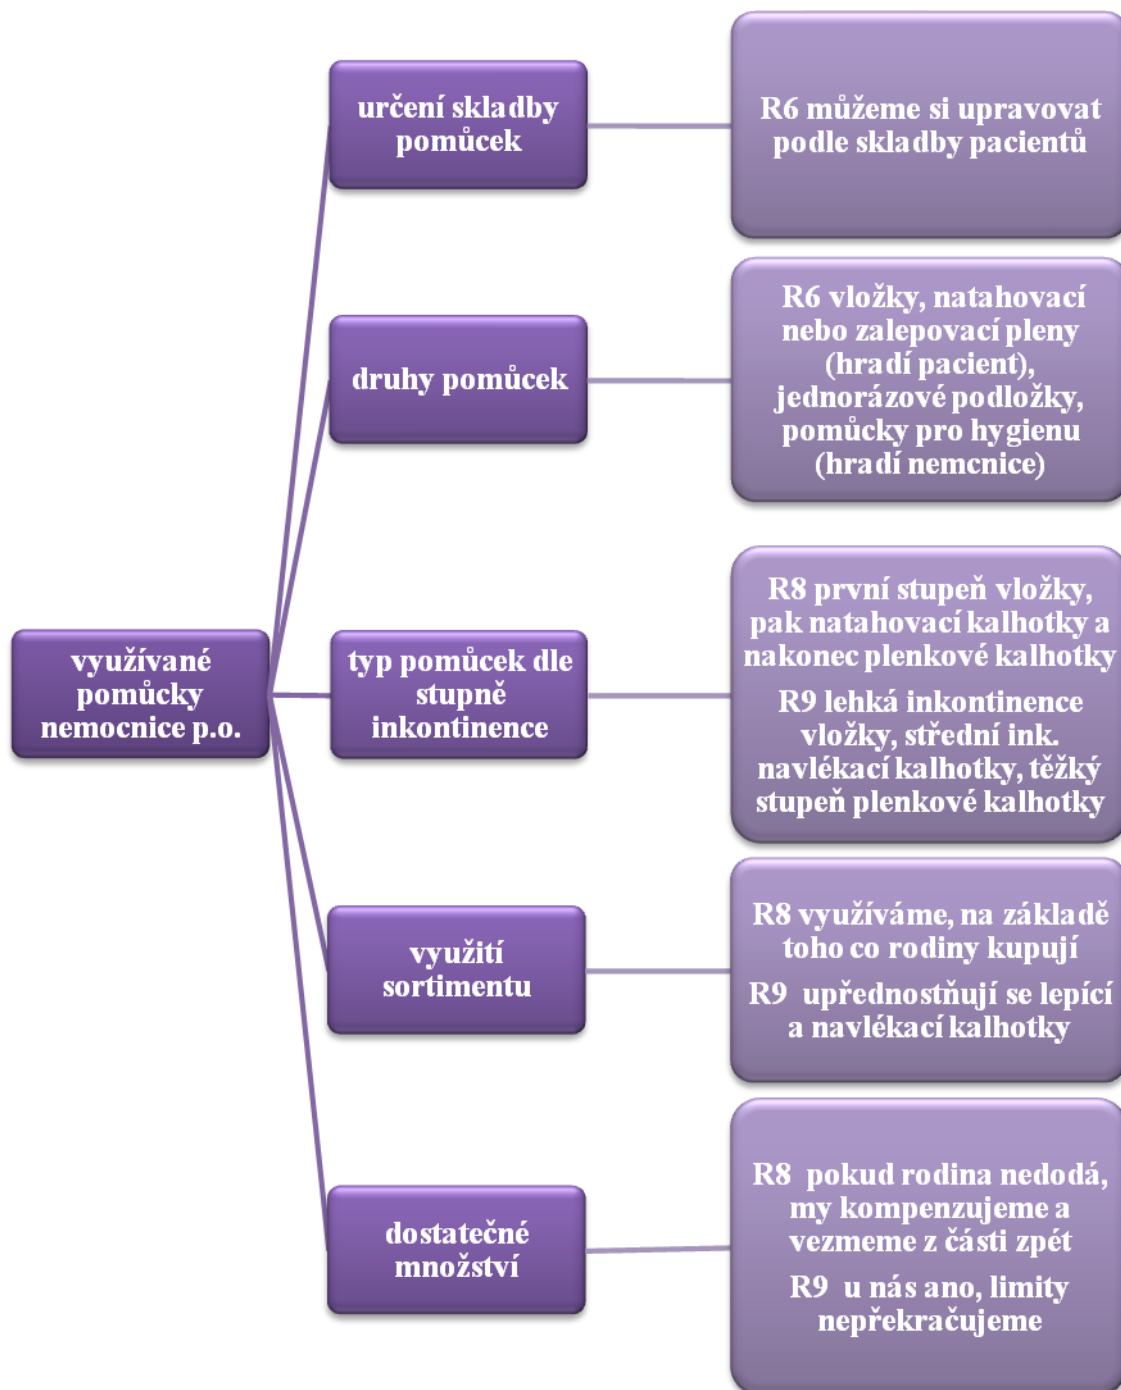 určení skladby
pomůcek
R6 můžeme si upravovat
podle skladby pacientů
druhy pomůcek
R6 vložky, natahovací
nebo zalepovací pleny
(hradí pacient),
jednorázové podložky,
pomůcky pro hygienu
(hradí nemcnice)
využívané
pomůcky
nemocnice p.o.
typ pomůcek dle
stupně
inkontinence
R8 první stupeň vložky,
pak natahovací kalhotky a
nakonec plenkové kalhotky
R9 lehká inkontinence
vložky, střední ink.
navlékací kalhotky, těžký
stupeň plenkové kalhotky
využití
sortimentu
R8 využíváme, na základě
toho co rodiny kupují
R9 upřednostňují se lepící
a navlékací kalhotky
dostatečné
množství
R8 pokud rodina nedodá,
my kompenzujeme a
vezmeme z části zpét
R9 u nás ano, limity
nepřekračujeme